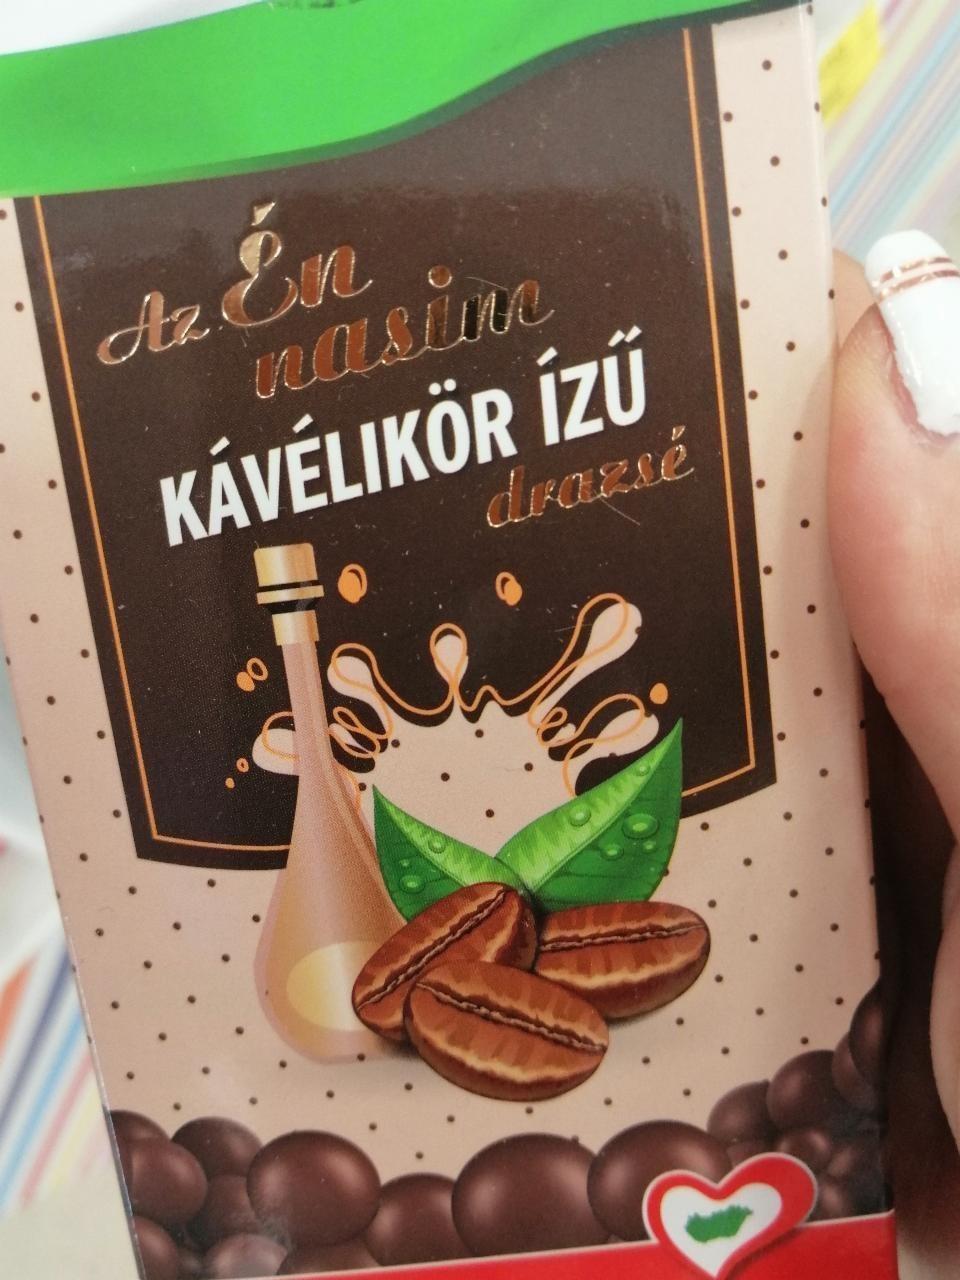 Az Én
nasim
KÁVÉLIKÖR ÍZŰ
drazsé